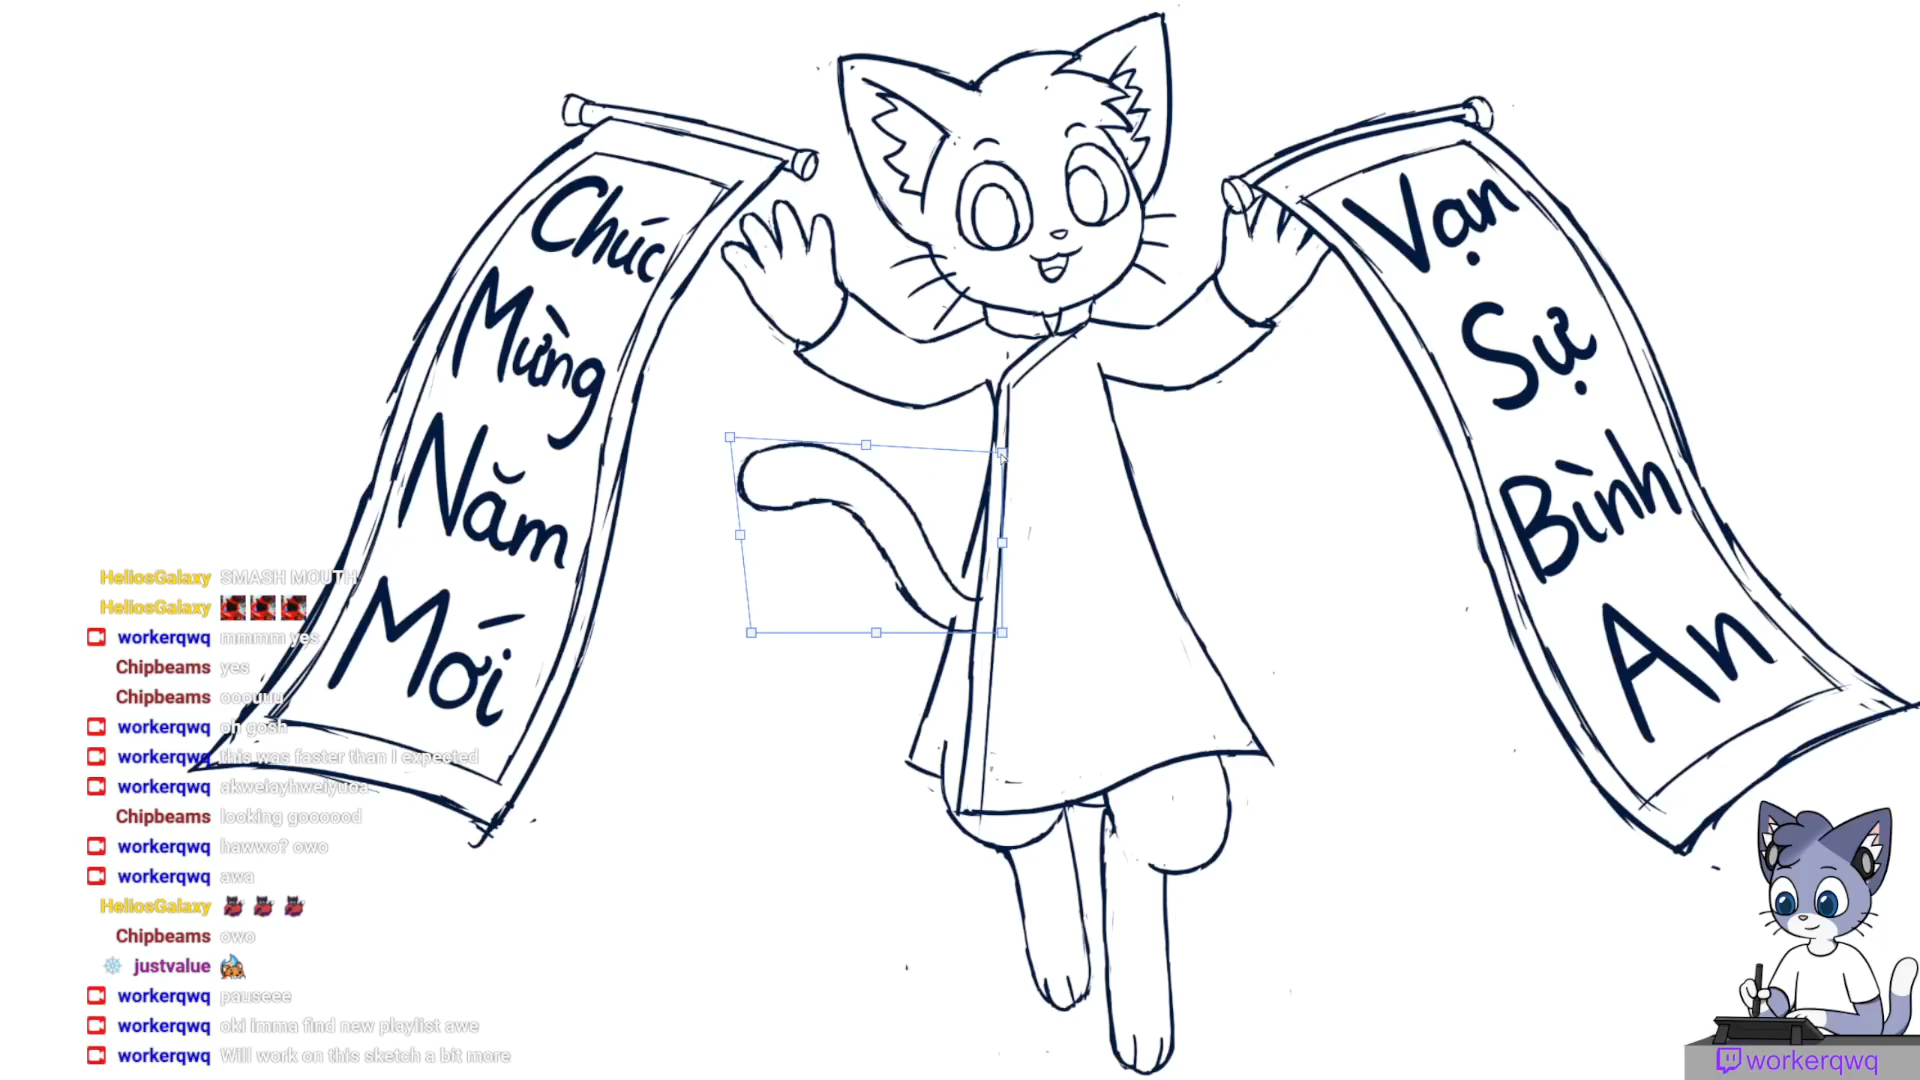 Chúc
Mừng
Năm
Mới
Vạn
Sự
Bình
An
HeliosGalaxy SMASH MOUTH
HeliosGalaxy
workerqwq mmmm yes
Chipbeams yes
Chipbeams ooouuu
workerqwq oh gosh
workerqwq this was faster than I expected
workerqwq akweiayhweiyuoa
Chipbeams looking goooood
workerqwq hawwo? owo
workerqwq awa
HeliosGalaxy
Chipbeams owo
justvalue
workerqwq pauseee
workerqwq oki imma find new playlist awe
workerqwq Will work on this sketch a bit more
workerqwq